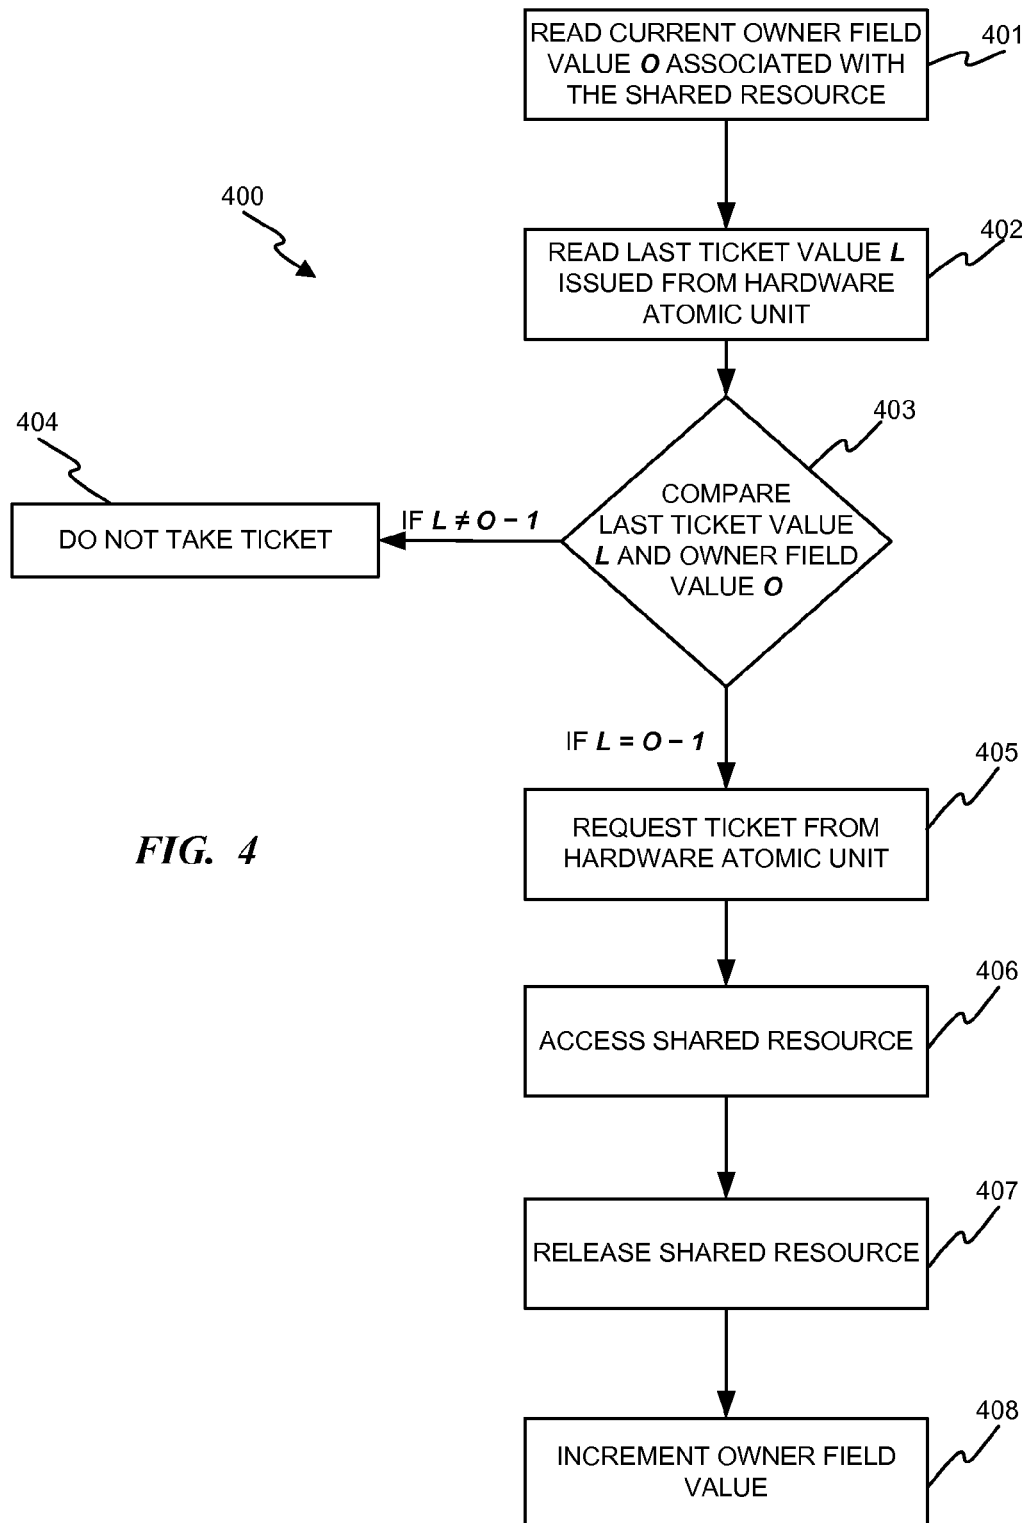 READ CURRENT OWNER FIELD
VALUE O ASSOCIATED WITH
THE SHARED RESOURCE
401
400
READ LAST TICKET VALUE L
ISSUED FROM HARDWARE
ATOMIC UNIT
402
404
403
COMPARE
LAST TICKET VALUE
L AND OWNER FIELD
VALUE O
IF L ≠ O − 1
DO NOT TAKE TICKET
IF L = O − 1
405
REQUEST TICKET FROM
HARDWARE ATOMIC UNIT
FIG. 4
406
ACCESS SHARED RESOURCE
407
RELEASE SHARED RESOURCE
408
INCREMENT OWNER FIELD
VALUE